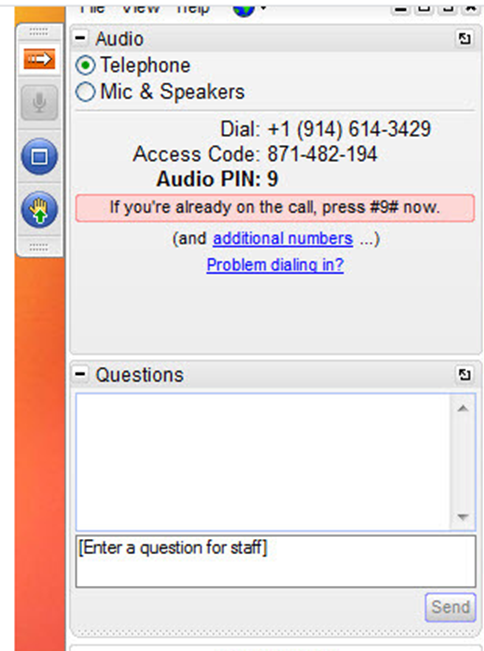 File View Help
Audio
Telephone
Mic & Speakers
Dial: +1 (914) 614-3429
Access Code: 871-482-194
Audio PIN: 9
If you're already on the call, press #9# now.
(and additional numbers ...)
Problem dialing in?
Questions
[Enter a question for staff]
Send